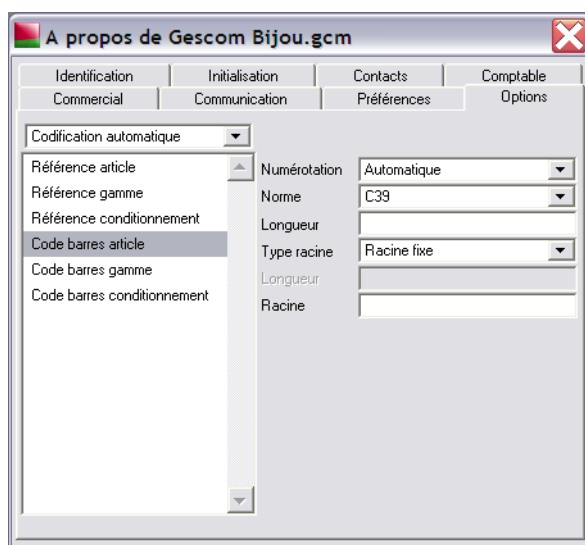 A propos de Gescom Bijou.gcm
Identification Initialisation Contacts Comptable
Commercial Communication Préférences Options
Codification automatique
Référence article
Référence gamme
Référence conditionnement
Code barres article
Code barres gamme
Code barres conditionnement
Numérotation Automatique
Norme C39
Longueur
Type racine Racine fixe
Longueur
Racine